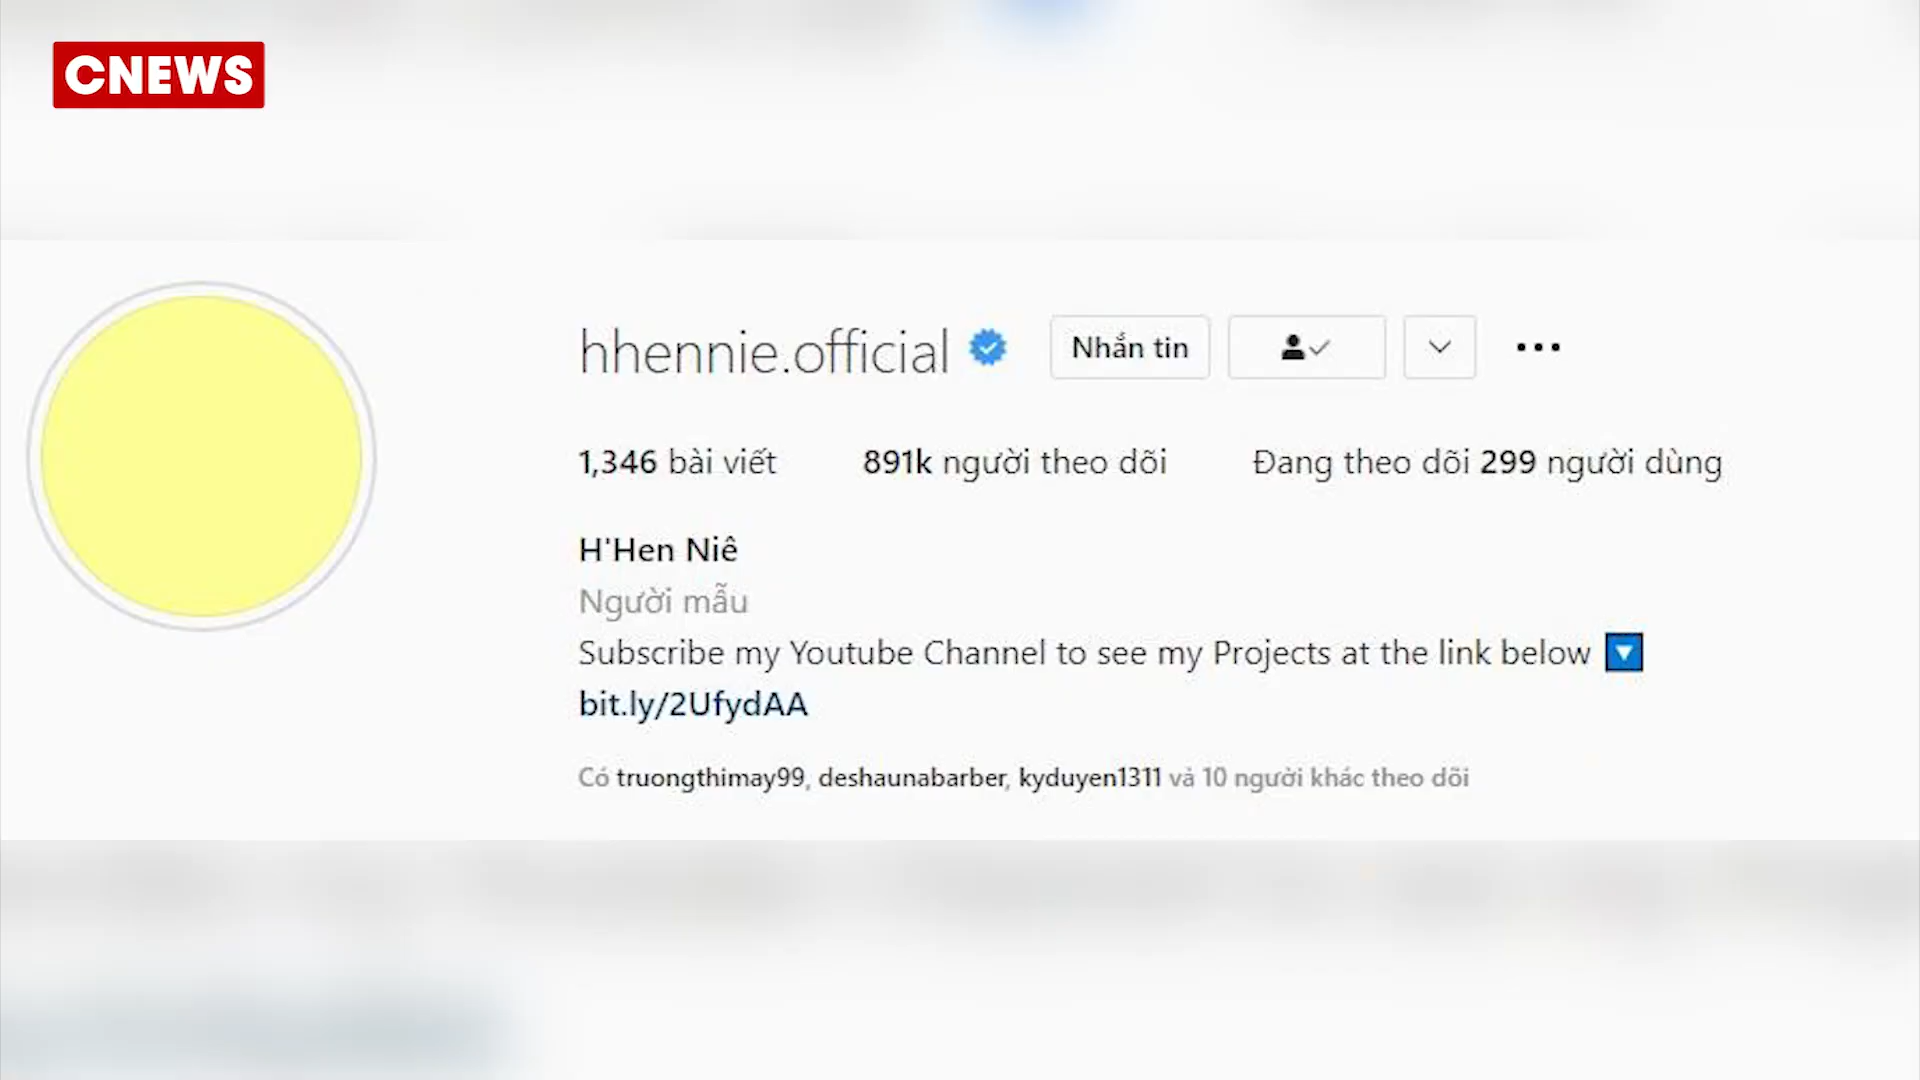 CNEWS
hhennie.official Nhắn tin
1,346 bài viết 891k người theo dõi Đang theo dõi 299 người dùng
H'Hen Niê
Người mẫu
Subscribe my Youtube Channel to see my Projects at the link below
bit.ly/2UfydAA
Có truongthimay99, deshaunabarber, kyduyen1311 và 10 người khác theo dõi